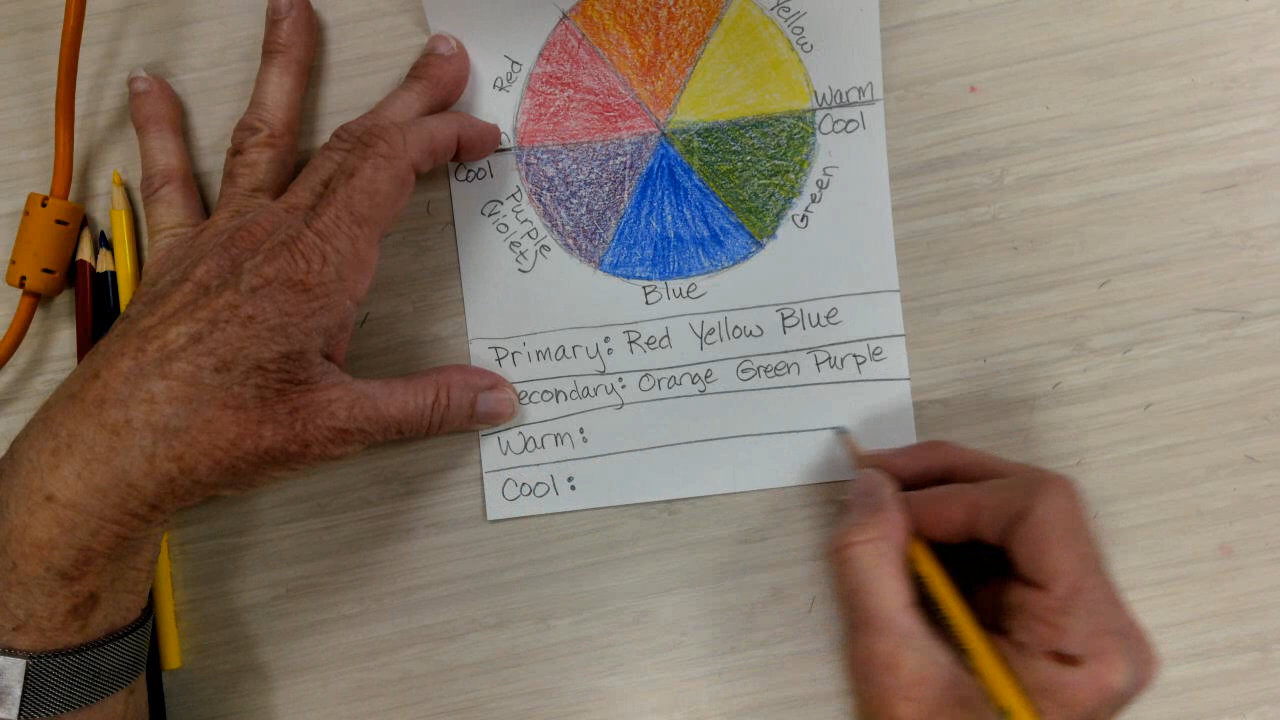 Yellow
Red
Warm
Cool
Cool
Purple
(Violet)
Green
Blue
Primary: Red Yellow Blue
econdary: Orange Green Purple
Warm:
Cool: